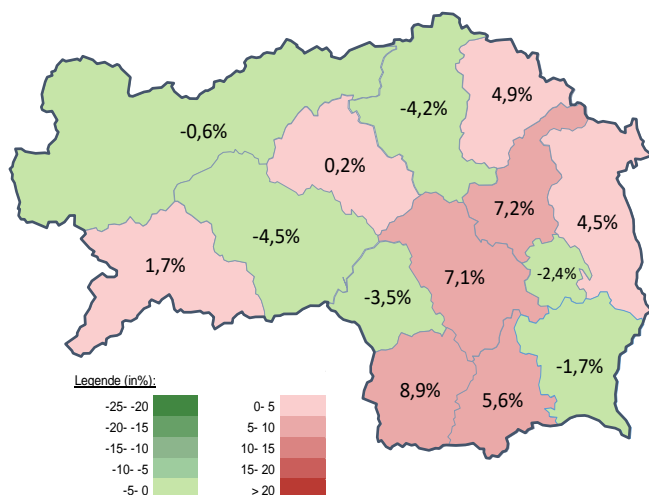 4,9%
-4,2%
-0,6%
0,2%
7,2%
4,5%
-4,5%
1,7%
7,1%
-2,4%
-3,5%
-1,7%
8,9%
5,6%
Legende (in%):
-25- -20 0- 5
-20- -15 5- 10
-15- -10 10- 15
-10- -5 15- 20
-5- 0 > 20